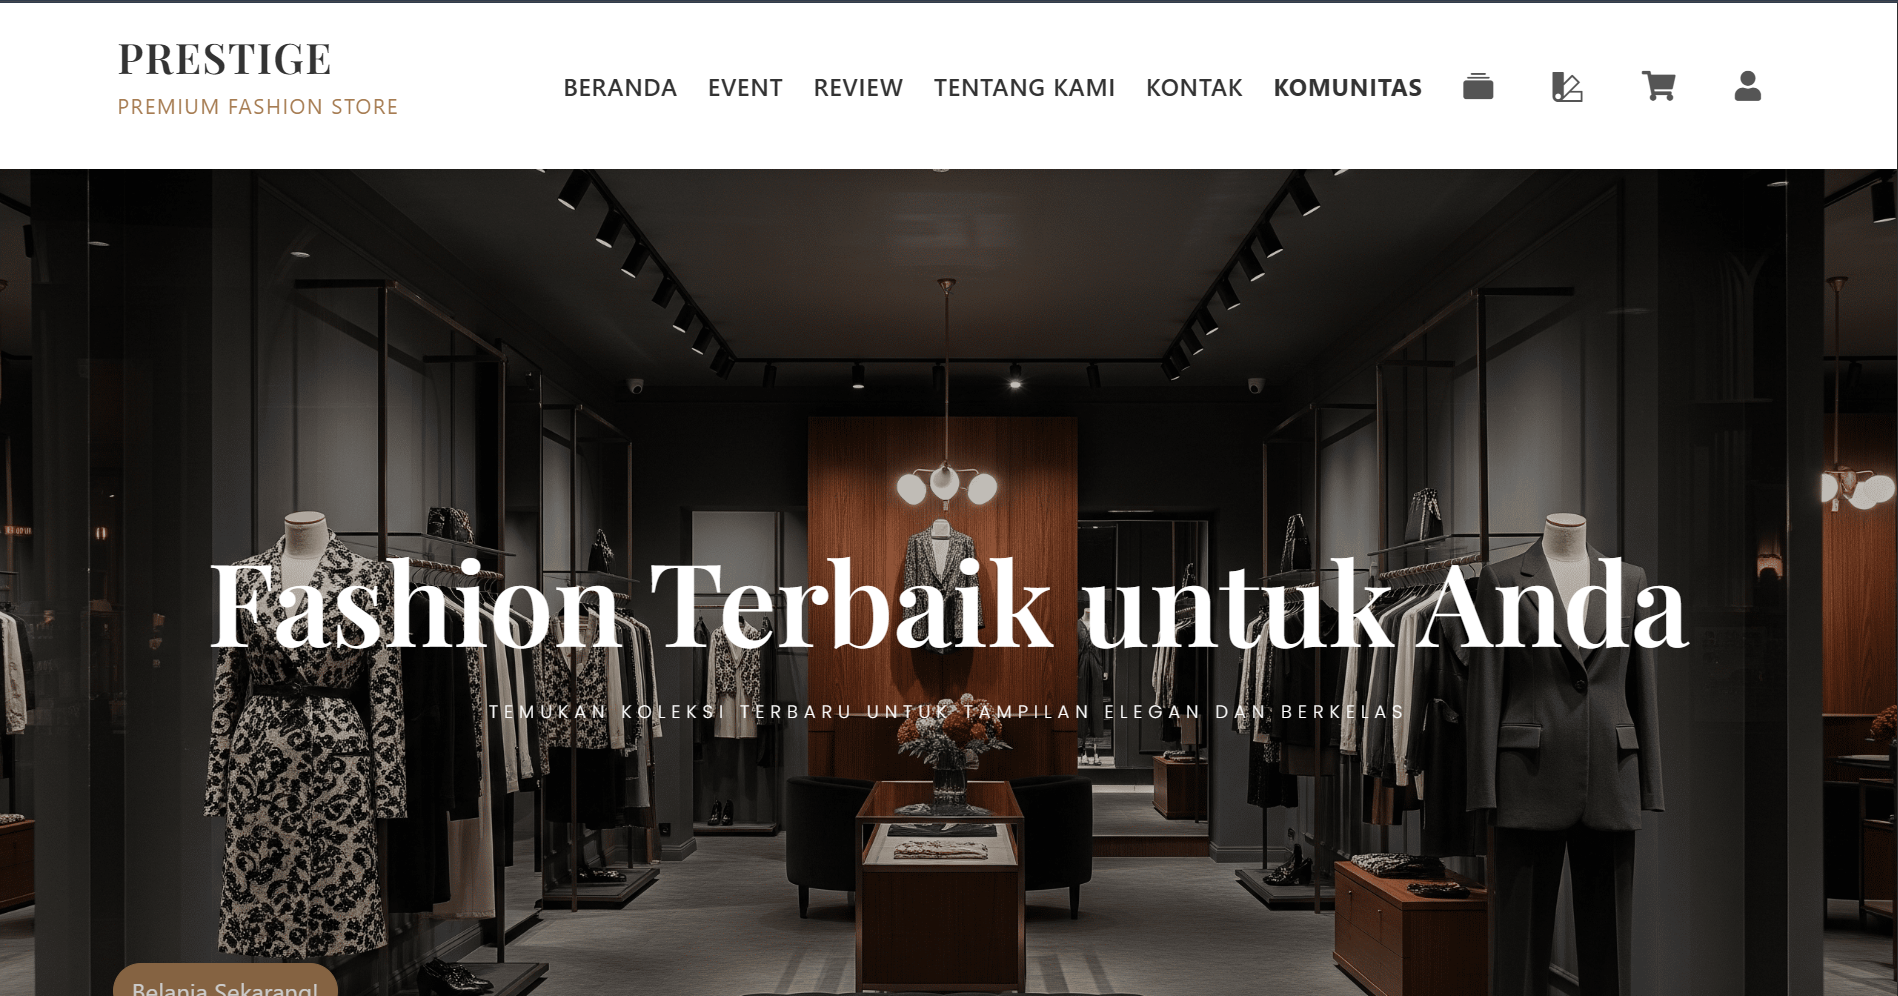 PRESTIGE
PREMIUM FASHION STORE
BERANDA EVENT REVIEW TENTANG KAMI KONTAK KOMUNITAS
Fashion Terbaik untuk Anda
TEMUKAN KOLEKSI TERBARU UNTUK TAMPILAN ELEGAN DAN BERKELAS
Belanja Sekarang!